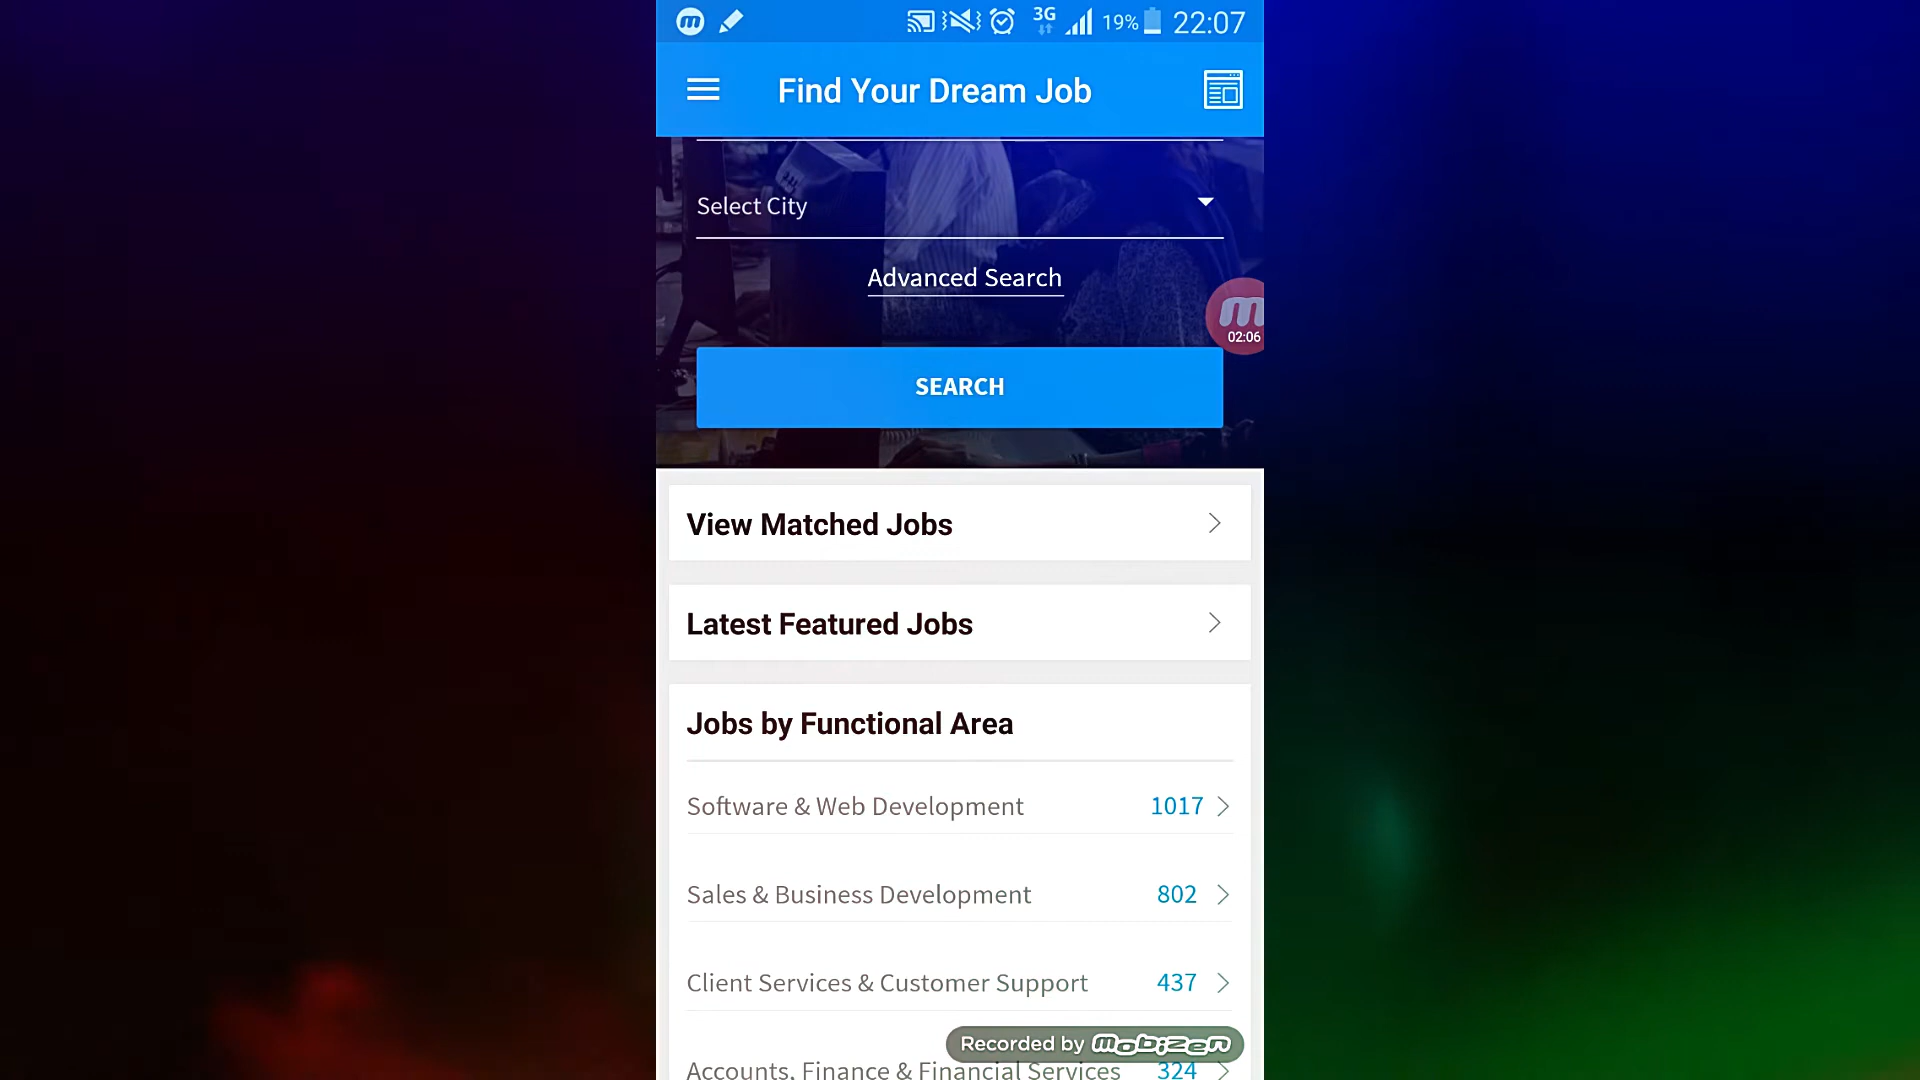 3G 19% 22:07
Find Your Dream Job
Select City
Advanced Search
m
02:06
SEARCH
View Matched Jobs
Latest Featured Jobs
Jobs by Functional Area
Software & Web Development 1017
Sales & Business Development 802
Client Services & Customer Support 437
Recorded by mobizen
Accounts, Finance & Financial Services 324